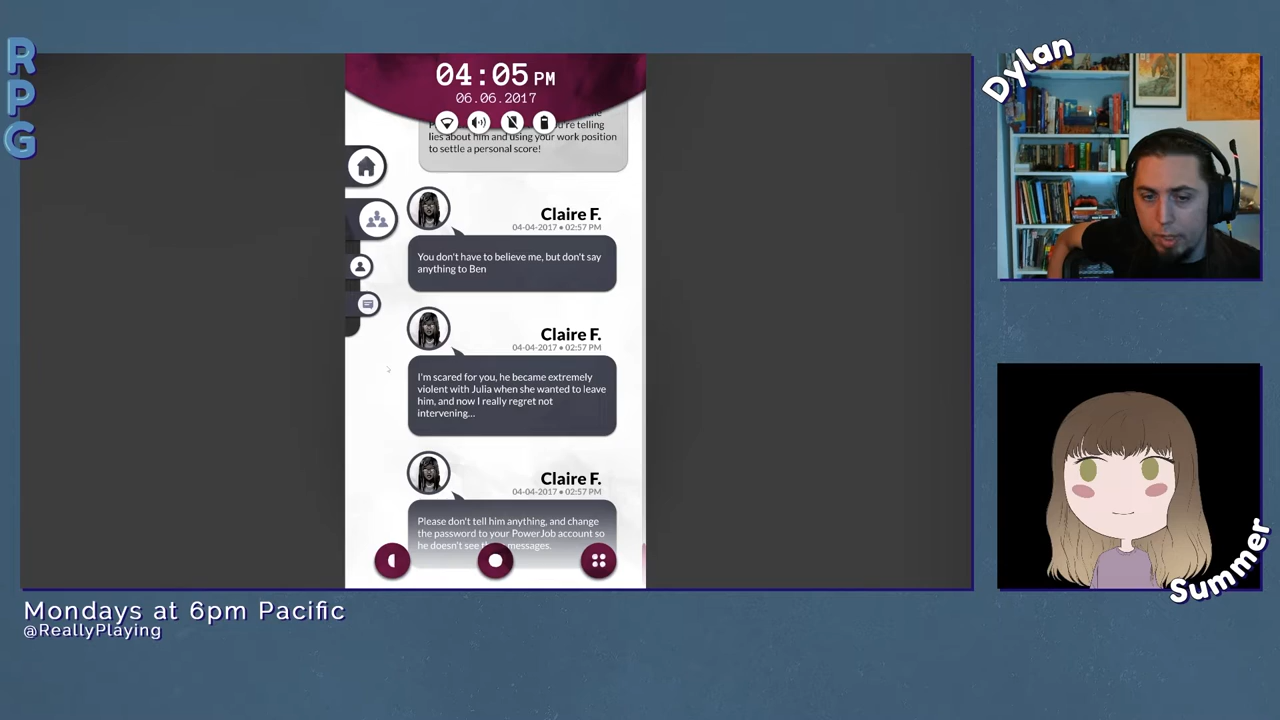 RPG
04:05 PM
06.06.2017
're telling
lies about him and using your work position
to settle a personal score!
Claire F.
04-04-2017 • 02:57 PM
You don't have to believe me, but don't say
anything to Ben
Claire F.
04-04-2017 • 02:57 PM
I'm scared for you, he became extremely
violent with Julia when she wanted to leave
him, and now I really regret not
intervening...
Claire F.
04-04-2017 • 02:57 PM
Please don't tell him anything, and change
the password to your PowerJob account so
he doesn't see messages.
Dylan
Summer
Mondays at 6pm Pacific
@ReallyPlaying